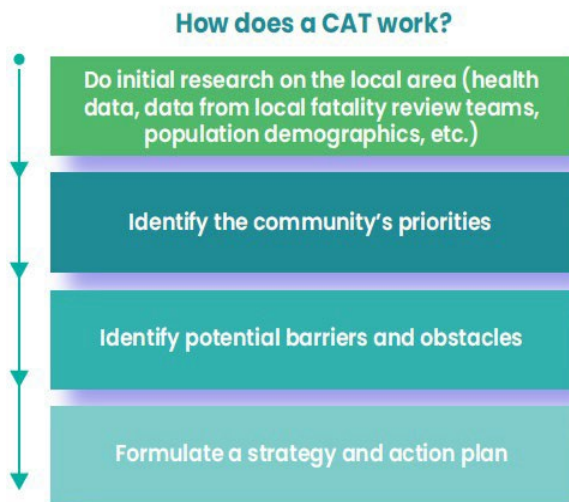 How does a CAT work?
Do initial research on the local area (health
data, data from local fatality review teams,
population demographics, etc.)
Identify the community's priorities
Identify potential barriers and obstacles
Formulate a strategy and action plan